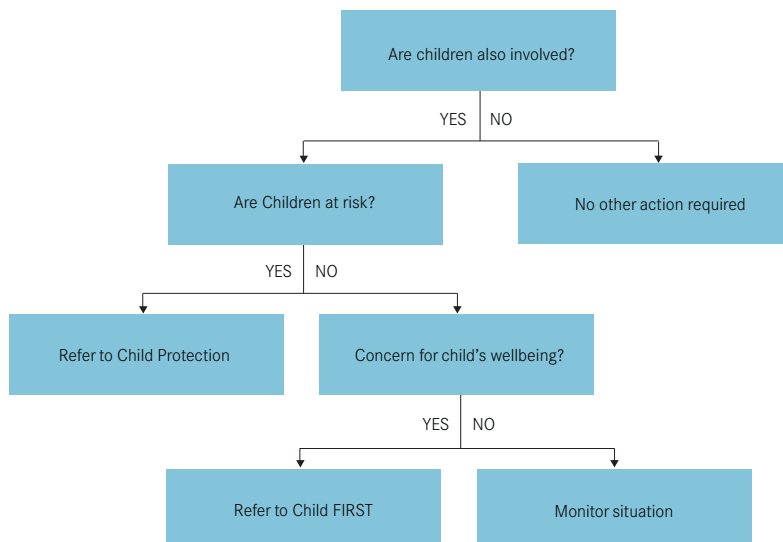 Are children also involved?
YES NO
Are Children at risk?
No other action required
YES NO
Refer to Child Protection
Concern for child's wellbeing?
YES NO
Refer to Child FIRST
Monitor situation